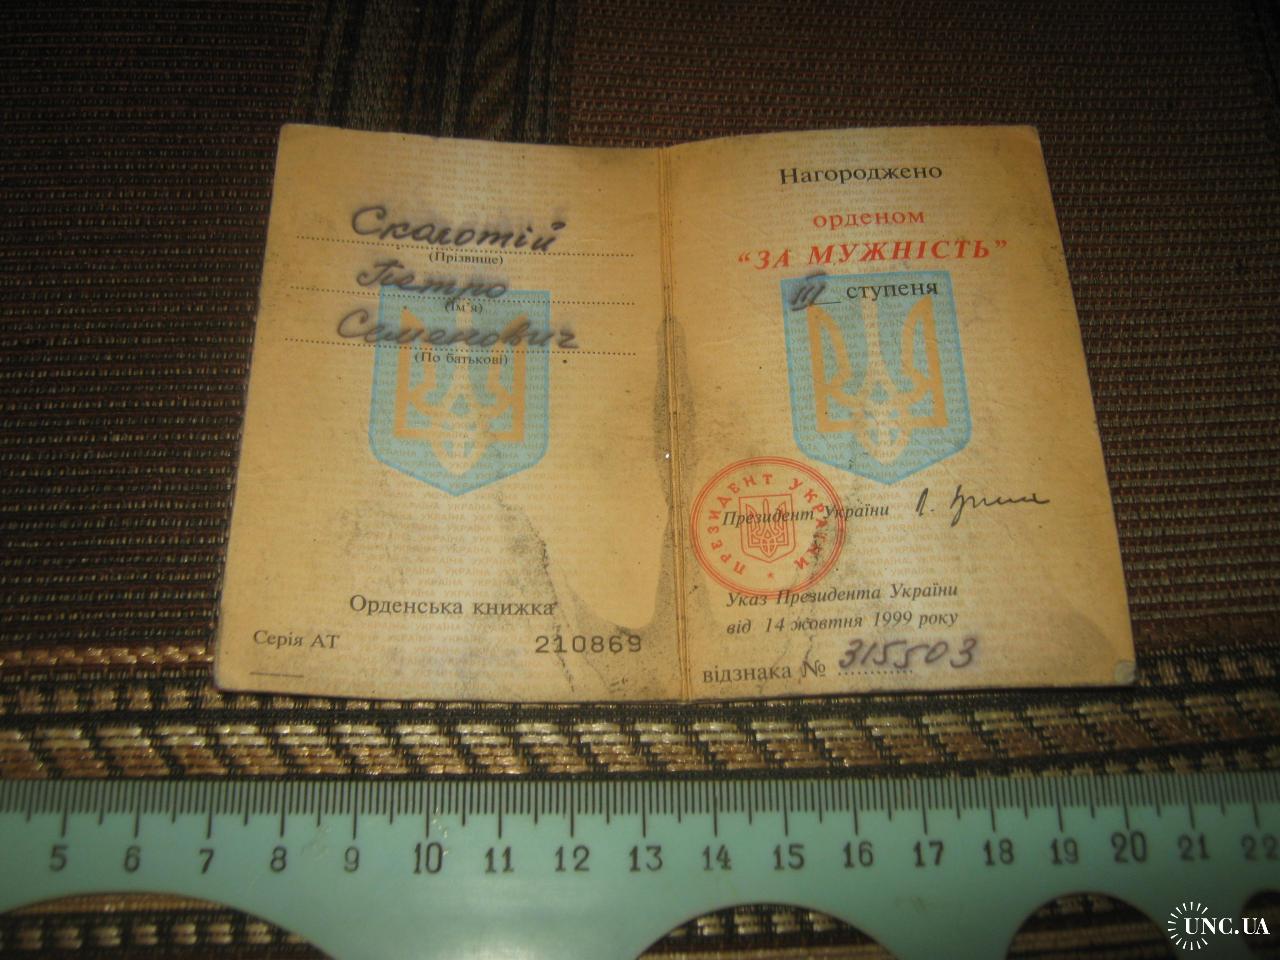 Сколотій
(Прізвище)
Петро
(Ім'я)
Семенович
(По батькові)
Орденська книжка
Серія АТ 210869
Нагороджено
орденом
“ЗА МУЖНІСТЬ”
III ступеня
ПРЕЗИДЕНТ УКРАЇНИ
Президент України
Указ Президента України
від 14 жовтня 1999 року
відзнака № 315503
5 6 7 8 9 10 11 12 13 14 15 16 17 18 19 20 21 22
UNC.UA